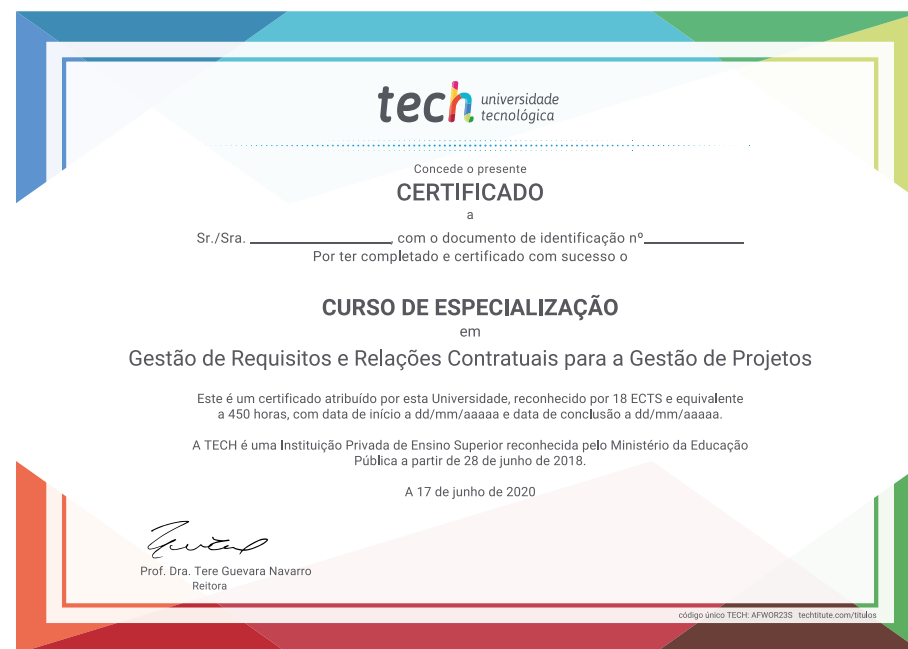 tech universidade
tecnológica
Concede o presente
CERTIFICADO
a
Sr./Sra. ____________________, com o documento de identificação nº______________
Por ter completado e certificado com sucesso o
CURSO DE ESPECIALIZAÇÃO
em
Gestão de Requisitos e Relações Contratuais para a Gestão de Projetos
Este é um certificado atribuído por esta Universidade, reconhecido por 18 ECTS e equivalente
a 450 horas, com data de início a dd/mm/aaaaa e data de conclusão a dd/mm/aaaaa.
A TECH é uma Instituição Privada de Ensino Superior reconhecida pelo Ministério da Educação
Pública a partir de 28 de junho de 2018.
A 17 de junho de 2020
Prof. Dra. Tere Guevara Navarro
Reitora
código único TECH: AFWOR23S techtitute.com/titulos